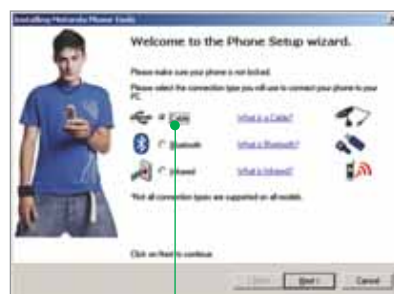 Installing Motorola Phone Tools
Welcome to the Phone Setup wizard.
Please make sure your phone is not locked.
Please select the connection type you will use to connect your phone to your
PC.
Cable What is a Cable?
Bluetooth What is Bluetooth?
Infrared What is Infrared?
*Not all connection types are supported on all models.
Click on Next to continue
Next > Cancel